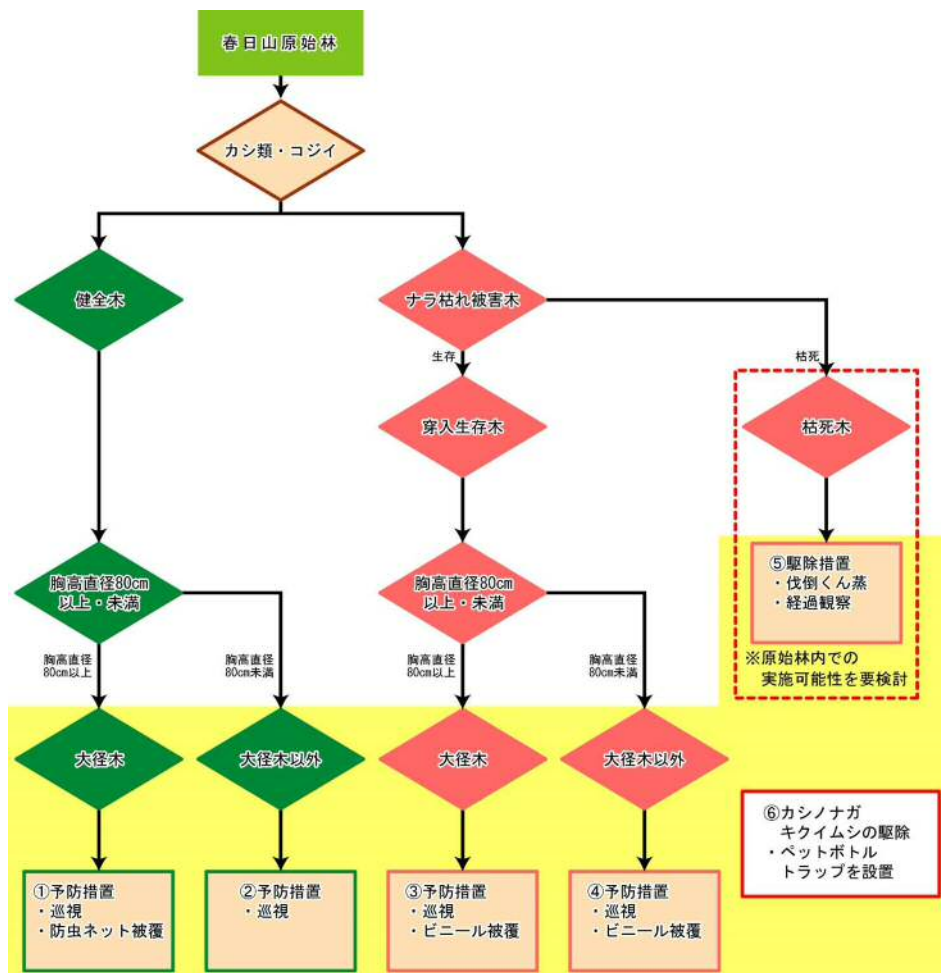 春日山原始林
カシ類・コジイ
健全木
ナラ枯れ被害木
生存
枯死
穿入生存木
枯死木
胸高直径80cm
以上・未満
胸高直径80cm
以上・未満
⑤駆除措置
・伐倒くん蒸
・経過観察
※原始林内での
実施可能性を要検討
胸高直径
80cm以上
胸高直径
80cm未満
胸高直径
80cm以上
胸高直径
80cm未満
大径木
大径木以外
大径木
大径木以外
⑥カシノナガ
キクイムシの駆除
・ペットボトル
トラップを設置
①予防措置
・巡視
・防虫ネット被覆
②予防措置
・巡視
③予防措置
・巡視
・ビニール被覆
④予防措置
・巡視
・ビニール被覆